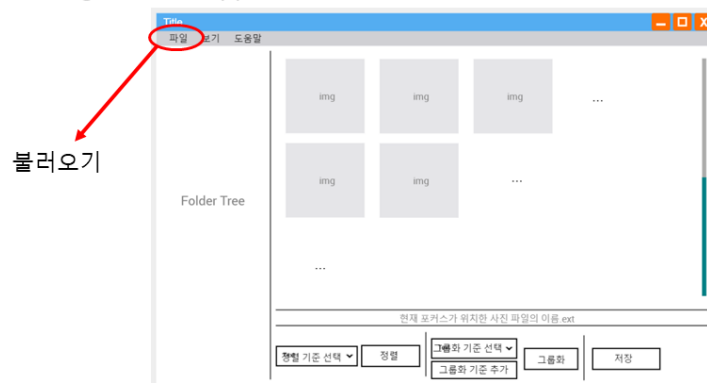 Title
파일 보기 도움말
img img img ...
불러오기
img img ...
Folder Tree
...
현재 포커스가 위치한 사진 파일의 이름.ext
정렬 기준 선택 정렬 그룹화 기준 선택 그룹화 저장
그룹화 기준 추가